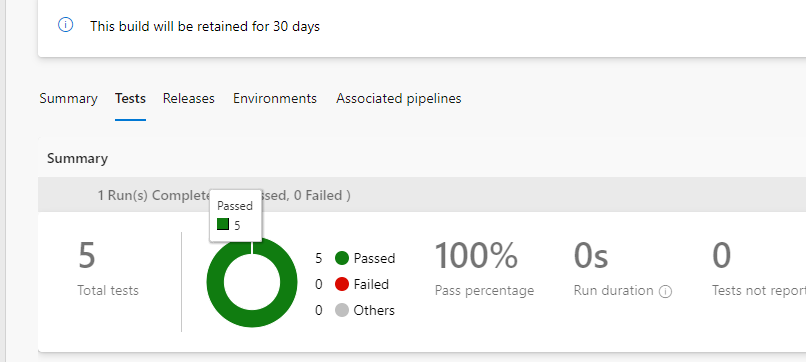 This build will be retained for 30 days
Summary Tests Releases Environments Associated pipelines
Summary
1 Run(s) Complete ssed, 0 Failed )
Passed
5
5
Total tests
5 Passed
0 Failed
0 Others
100%
Pass percentage
0s
Run duration
0
Tests not report